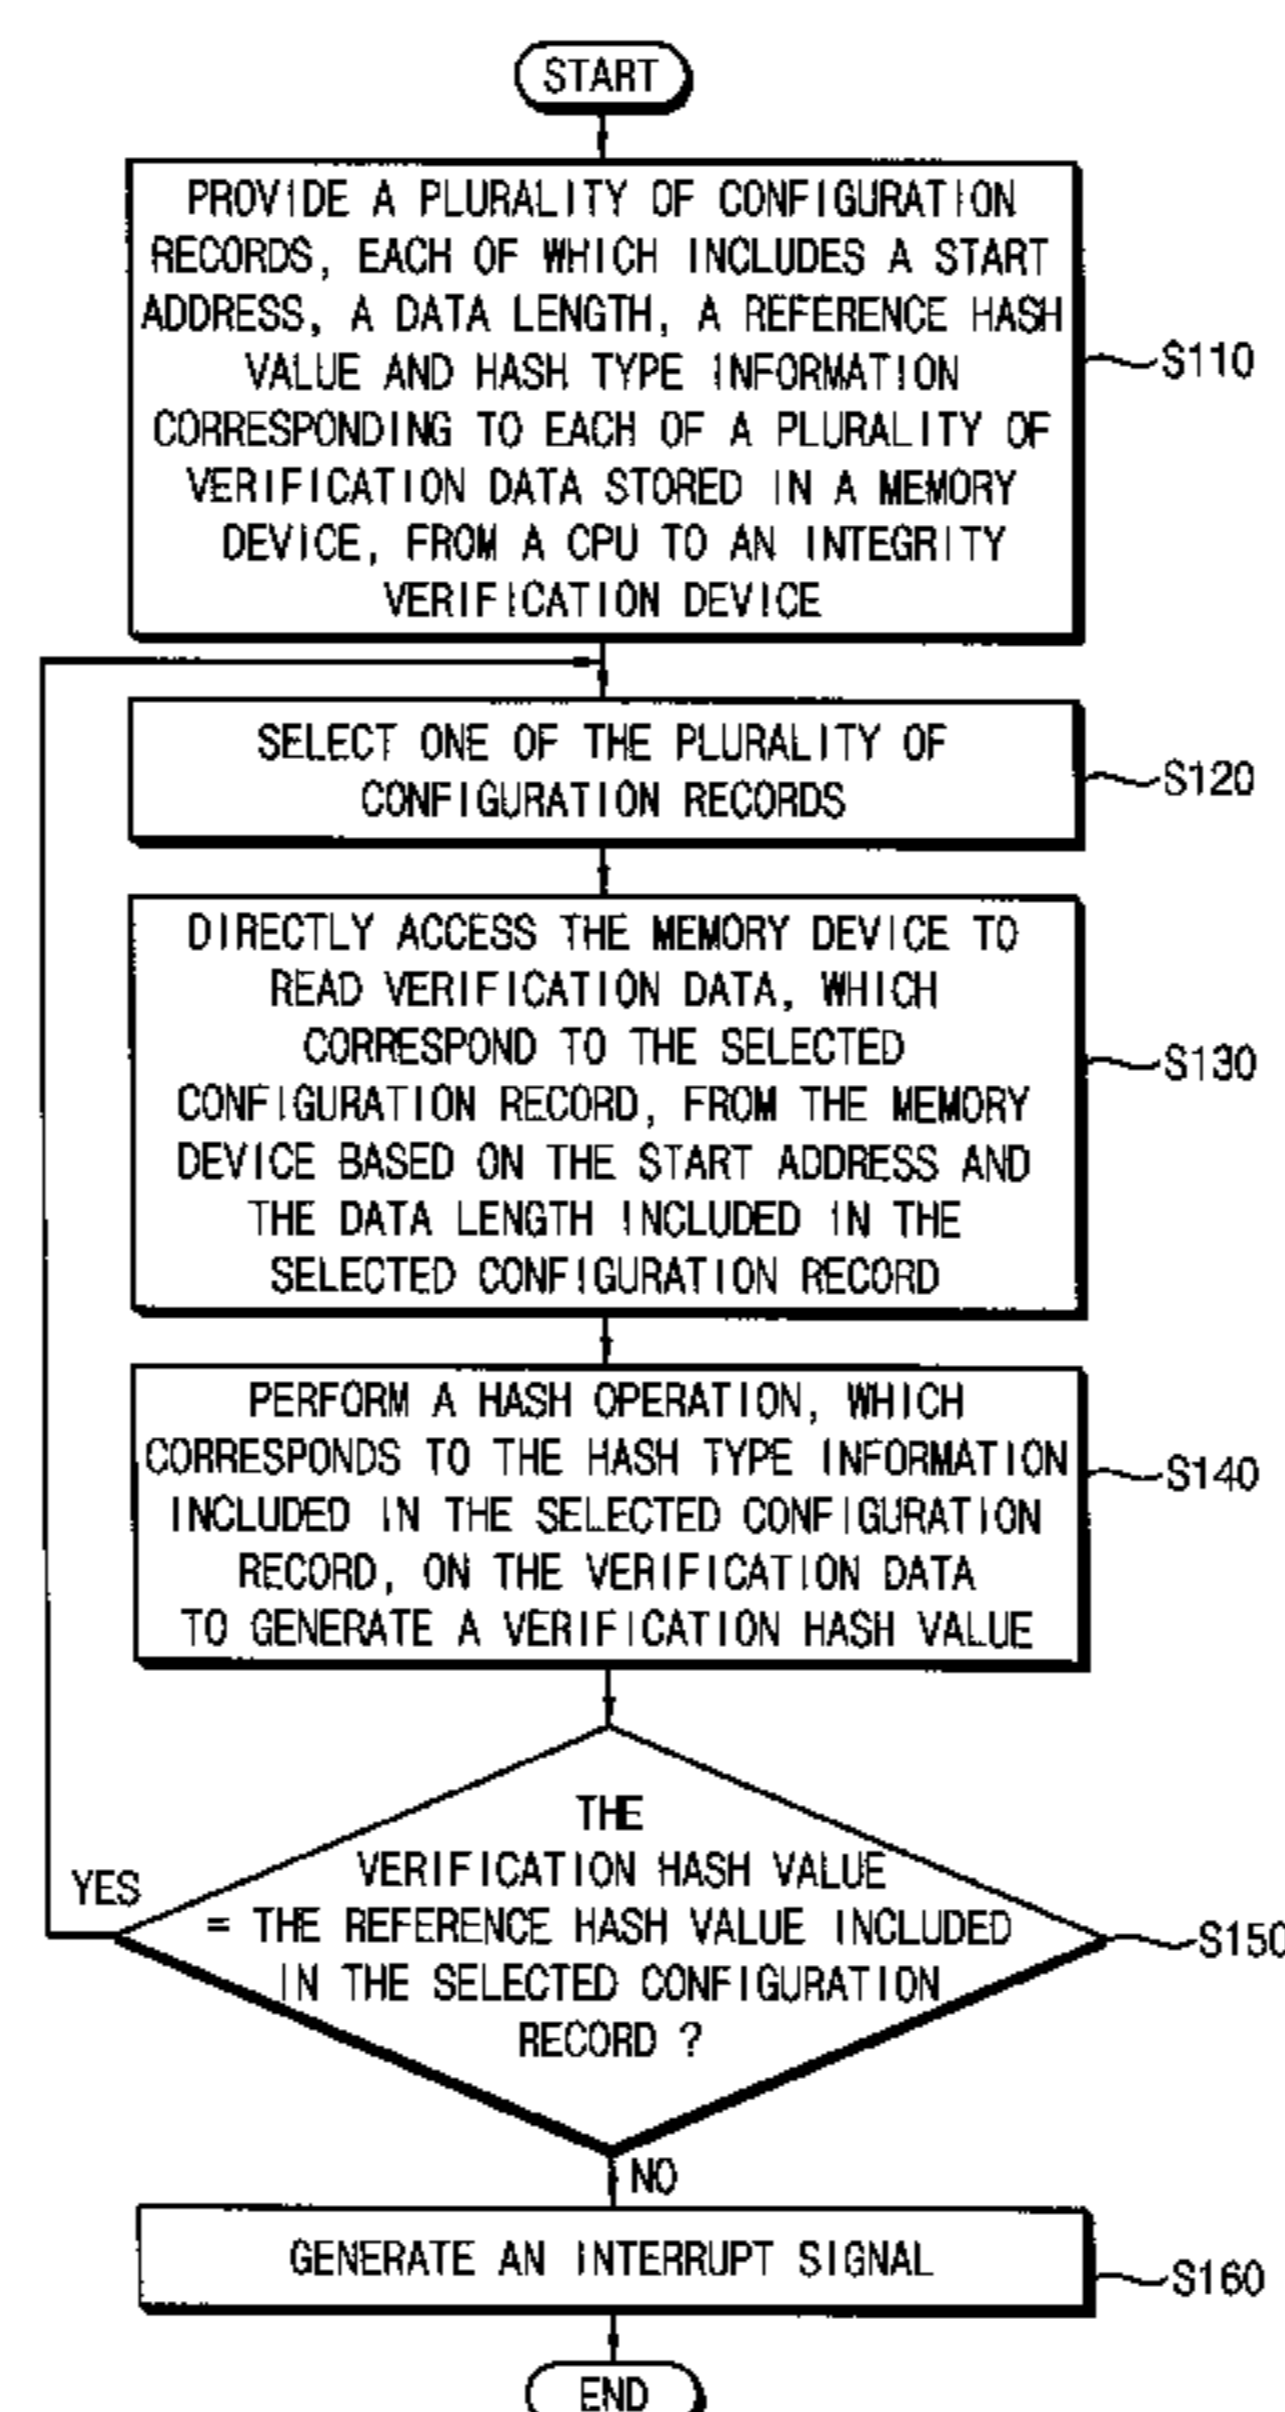 START
PROVIDE A PLURALITY OF CONFIGURATION
RECORDS, EACH OF WHICH INCLUDES A START
ADDRESS, A DATA LENGTH, A REFERENCE HASH
VALUE AND HASH TYPE INFORMATION
CORRESPONDING TO EACH OF A PLURALITY OF
VERIFICATION DATA STORED IN A MEMORY
DEVICE, FROM A CPU TO AN INTEGRITY
VERIFICATION DEVICE
S110
SELECT ONE OF THE PLURALITY OF
CONFIGURATION RECORDS
S120
DIRECTLY ACCESS THE MEMORY DEVICE TO
READ VERIFICATION DATA, WHICH
CORRESPOND TO THE SELECTED
CONFIGURATION RECORD, FROM THE MEMORY
DEVICE BASED ON THE START ADDRESS AND
THE DATA LENGTH INCLUDED IN THE
SELECTED CONFIGURATION RECORD
S130
PERFORM A HASH OPERATION, WHICH
CORRESPONDS TO THE HASH TYPE INFORMATION
INCLUDED IN THE SELECTED CONFIGURATION
RECORD, ON THE VERIFICATION DATA
TO GENERATE A VERIFICATION HASH VALUE
S140
THE
VERIFICATION HASH VALUE
= THE REFERENCE HASH VALUE INCLUDED
IN THE SELECTED CONFIGURATION
RECORD ?
S150
YES
NO
GENERATE AN INTERRUPT SIGNAL
S160
END